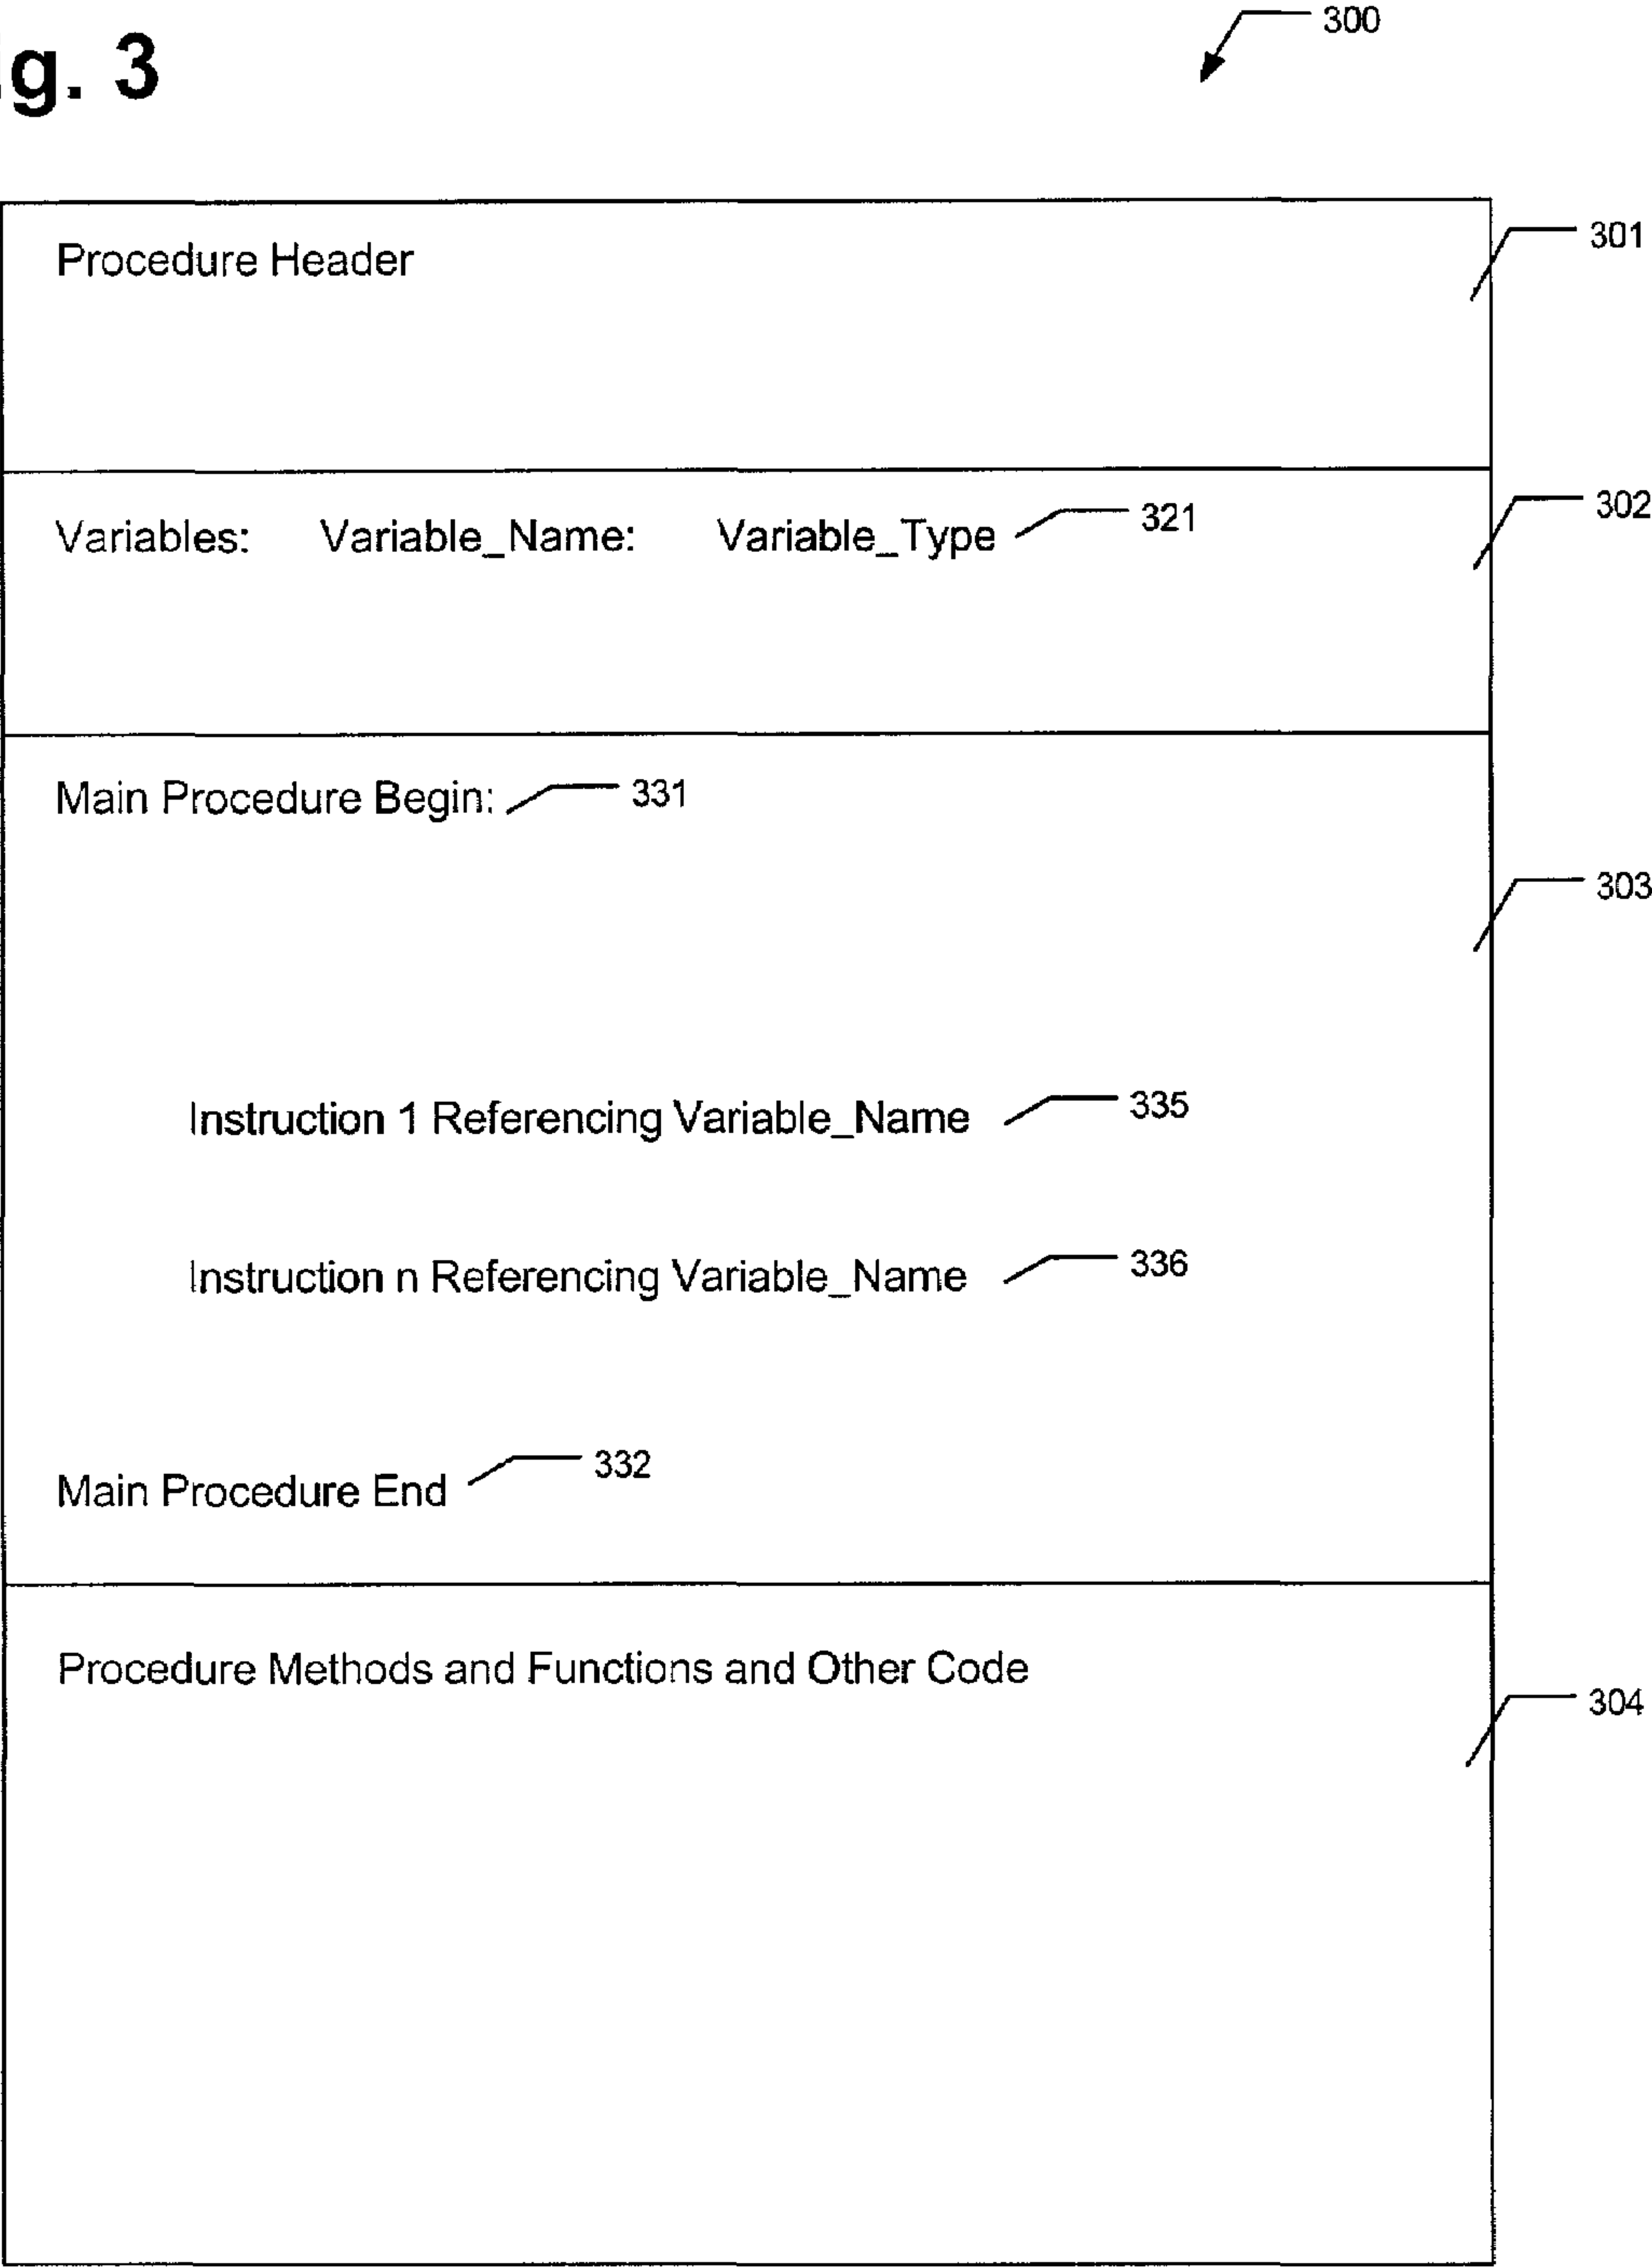 g. 3
300
Procedure Header
301
Variables: Variable_Name: Variable_Type 321
302
Main Procedure Begin: 331
303
Instruction 1 Referencing Variable_Name 335
Instruction n Referencing Variable_Name 336
Main Procedure End 332
Procedure Methods and Functions and Other Code
304